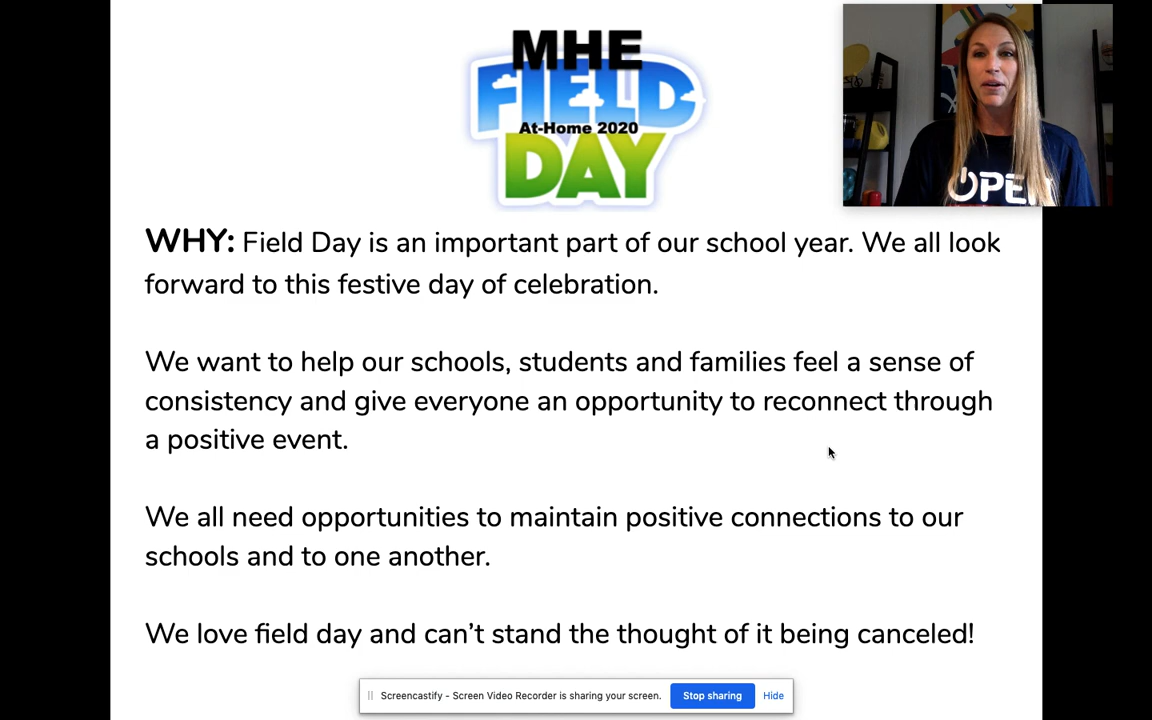 MHE
FIELD
At-Home 2020
DAY
OPEN
WHY: Field Day is an important part of our school year. We all look
forward to this festive day of celebration.
We want to help our schools, students and families feel a sense of
consistency and give everyone an opportunity to reconnect through
a positive event.
We all need opportunities to maintain positive connections to our
schools and to one another.
We love field day and can't stand the thought of it being canceled!
Screencastify - Screen Video Recorder is sharing your screen.
Stop sharing
Hide